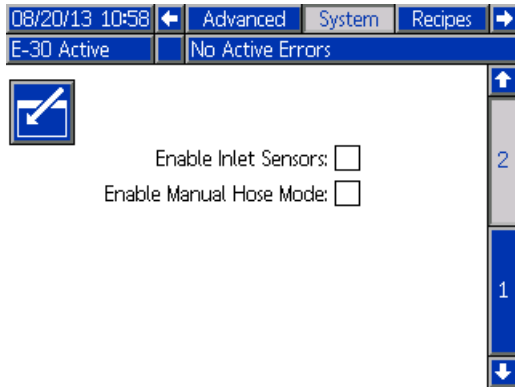 08/20/13 10:58 Advanced System Recipes
E-30 Active No Active Errors
Enable Inlet Sensors:
2
Enable Manual Hose Mode:
1